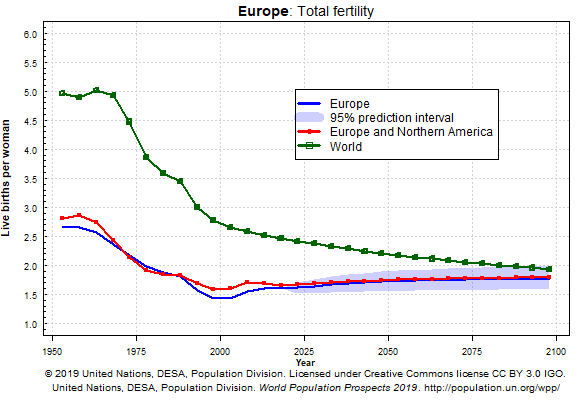 Europe: Total fertility
Live births per woman
6.0
5.5
5.0
4.5
4.0
3.5
3.0
2.5
2.0
1.5
1.0
Europe
95% prediction interval
Europe and Northern America
World
1950 1975 2000 2025 2050 2075 2100
Year
© 2019 United Nations, DESA, Population Division. Licensed under Creative Commons license CC BY 3.0 IGO.
United Nations, DESA, Population Division. World Population Prospects 2019. http://population.un.org/wpp/